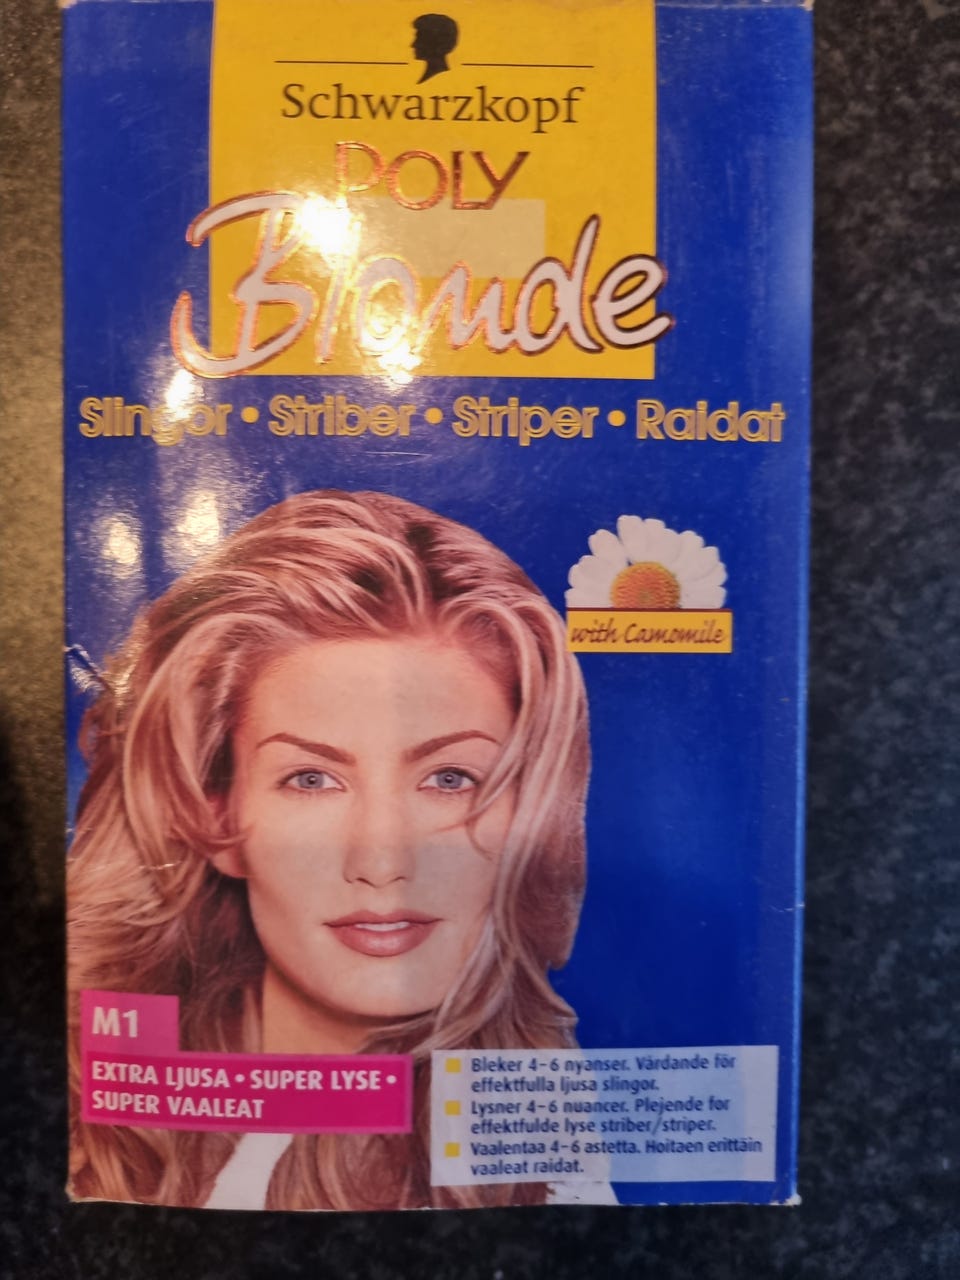 Schwarzkopf
POLY
Blonde
Slingor • Striber • Striper • Raidat
with Camomile
M1
EXTRA LJUSA • SUPER LYSE •
SUPER VAALEAT
Bleker 4-6 nyanser. Vårdande för
effektfulla ljusa slingor.
Lysner 4-6 nuancer. Plejende for
effektfulde lyse striber/striper.
Vaalentaa 4-6 astetta. Hoitaen erittäin
vaaleat raidat.